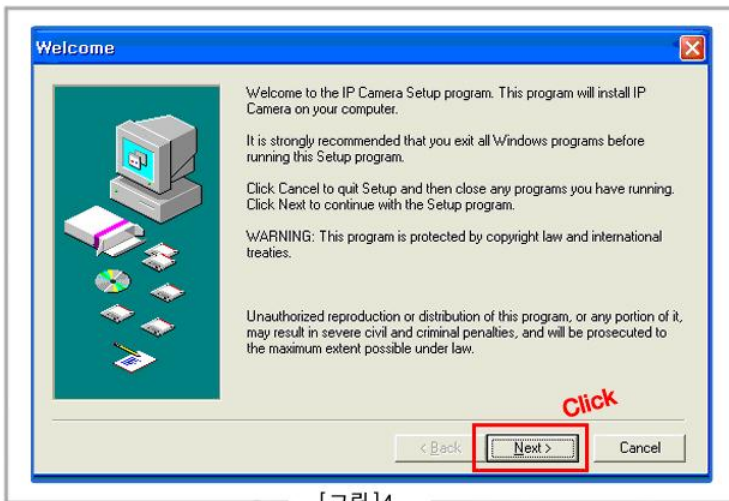 Welcome
Welcome to the IP Camera Setup program. This program will install IP
Camera on your computer.
It is strongly recommended that you exit all Windows programs before
running this Setup program.
Click Cancel to quit Setup and then close any programs you have running.
Click Next to continue with the Setup program.
WARNING: This program is protected by copyright law and international
treaties.
Unauthorized reproduction or distribution of this program, or any portion of it,
may result in severe civil and criminal penalties, and will be prosecuted to
the maximum extent possible under law.
Click
< Back
Next >
Cancel
[그림]4